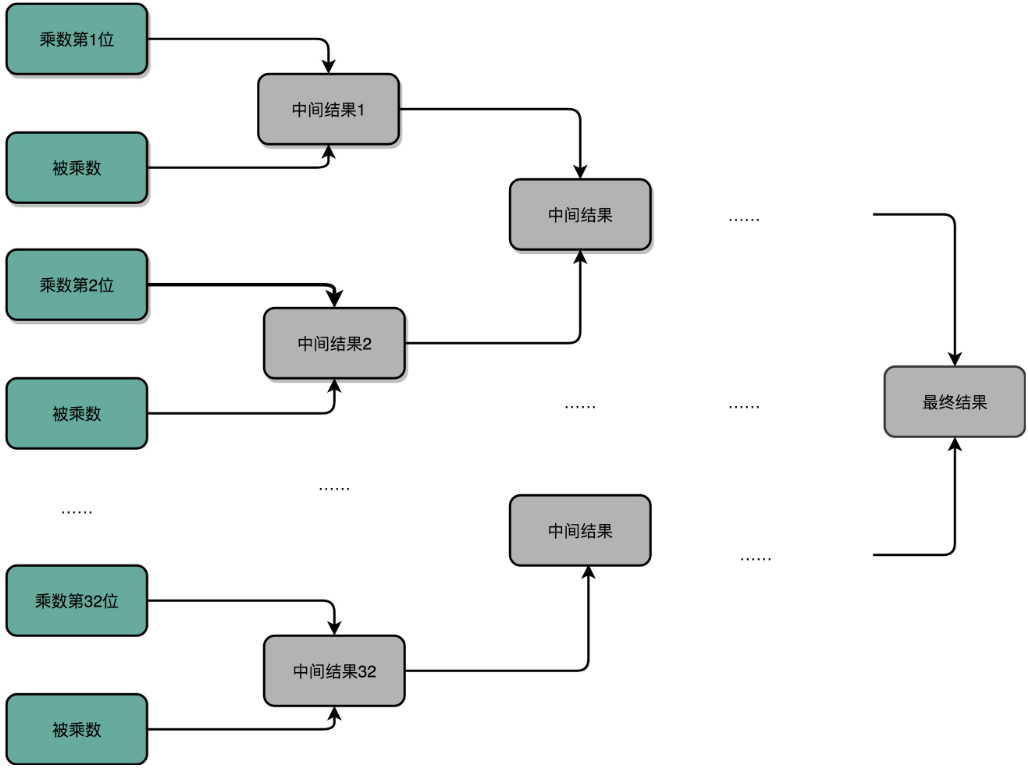 乘数第1位
中间结果1
被乘数
中间结果
……
乘数第2位
中间结果2
被乘数
……
……
最终结果
……
……
中间结果
……
乘数第32位
中间结果32
被乘数